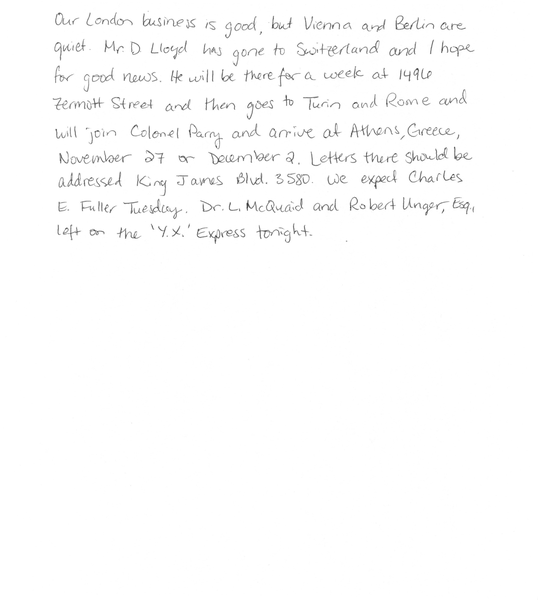 Our London business is good, but Vienna and Berlin are
quiet. Mr. D. Lloyd has gone to Switzerland and I hope
for good news. He will be there for a week at 1496
Zermott Street and then goes to Turin and Rome and
will join Colonel Parry and arrive at Athens, Greece,
November 27 or December 2. Letters there should be
addressed King James Blvd. 3580. We expect Charles
E. Fuller Tuesday. Dr. L. McQuaid and Robert Unger, Esq.,
left on the 'Y.X.' Express tonight.